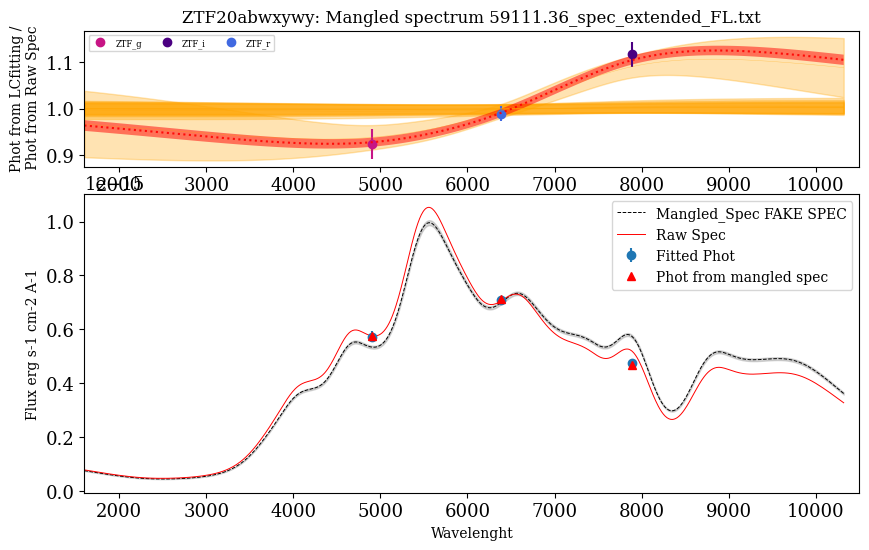 ZTF20abwxywy: Mangled spectrum 59111.36_spec_extended_FL.txt
Phot from LCfitting /
Phot from Raw Spec
ZTF_g ZTF_i ZTF_r
1.1
1.0
0.9
2000 3000 4000 5000 6000 7000 8000 9000 10000
1e−15
Mangled_Spec FAKE SPEC
Raw Spec
Fitted Phot
Phot from mangled spec
Flux erg s-1 cm-2 A-1
1.0
0.8
0.6
0.4
0.2
0.0
2000 3000 4000 5000 6000 7000 8000 9000 10000
Wavelenght